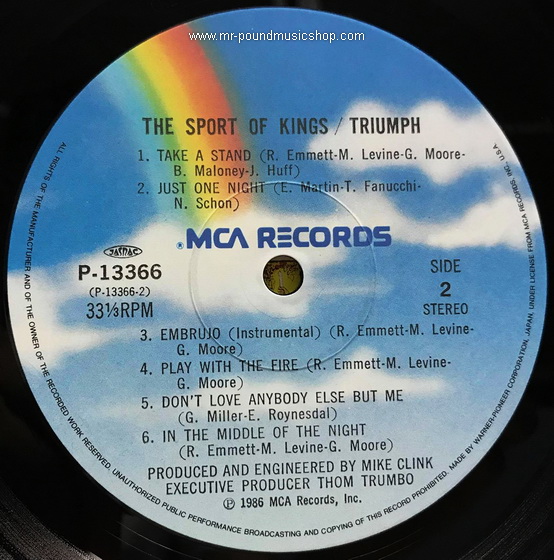 www.mr-poundmusicshop.com
THE SPORT OF KINGS / TRIUMPH
1. TAKE A STAND (R. Emmett-M. Levine-G. Moore-
B. Maloney-J. Huff)
2. JUST ONE NIGHT (E. Martin-T. Fanucchi-
N. Schon)
MCA RECORDS
®
JASRAC
P-13366
(P-13366-2)
33⅓RPM
SIDE
2
STEREO
3. EMBRUJO (Instrumental) (R. Emmett-M. Levine-
G. Moore)
4. PLAY WITH THE FIRE (R. Emmett-M. Levine-
G. Moore)
5. DON'T LOVE ANYBODY ELSE BUT ME
(G. Miller-E. Roynesdal)
6. IN THE MIDDLE OF THE NIGHT
(R. Emmett-M. Levine-G. Moore)
PRODUCED AND ENGINEERED BY MIKE CLINK
EXECUTIVE PRODUCER THOM TRUMBO
℗ 1986 MCA Records, Inc.
ALL RIGHTS OF THE MANUFACTURER AND OF THE OWNER OF THE RECORDED WORK RESERVED. UNAUTHORIZED PUBLIC PERFORMANCE BROADCASTING AND COPYING OF THIS RECORD PROHIBITED. MADE BY WARNER-PIONEER CORPORATION, JAPAN, UNDER LICENSE FROM MCA RECORDS INC, U.S.A